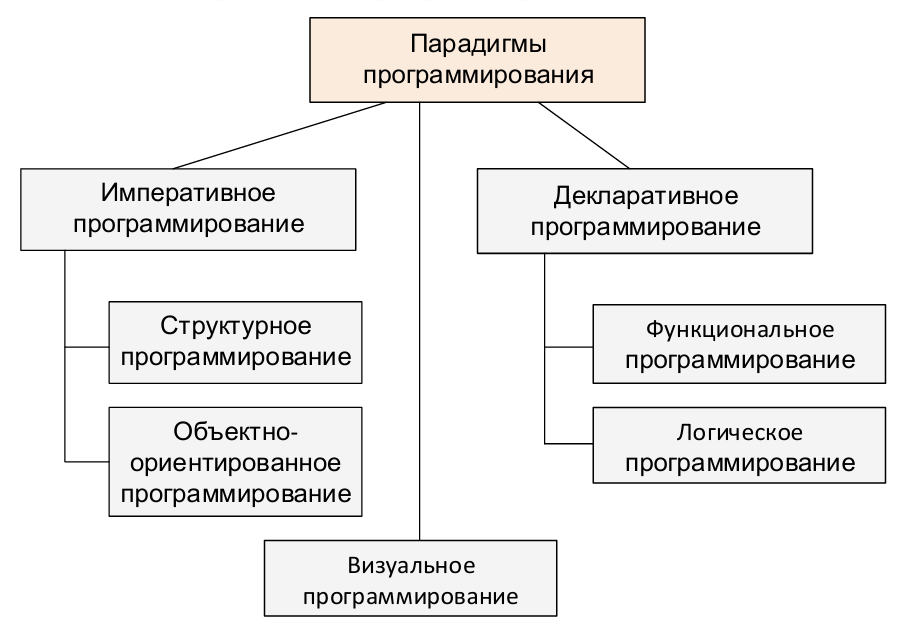 Парадигмы
программирования
Императивное
программирование
Декларативное
программирование
Структурное
программирование
Функциональное
программирование
Объектно-
ориентированное
программирование
Логическое
программирование
Визуальное
программирование